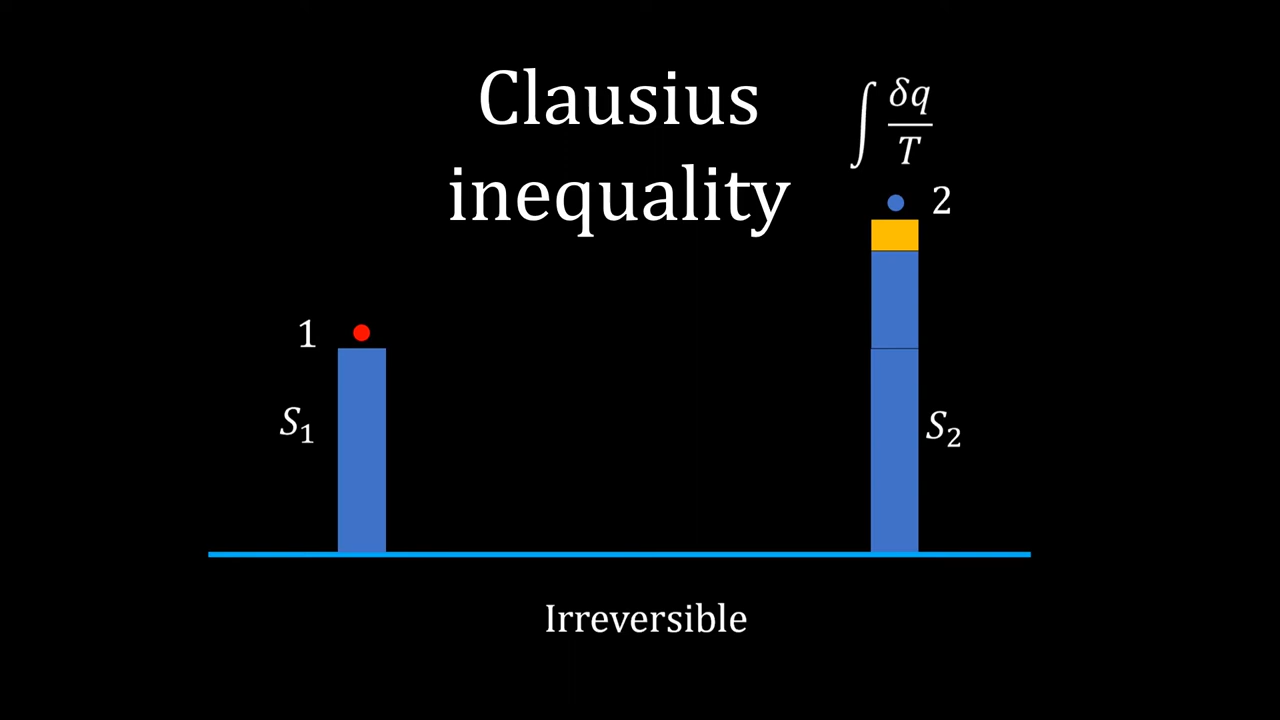 Clausius
inequality
∫ δq/T
2
1
S₁
S₂
Irreversible